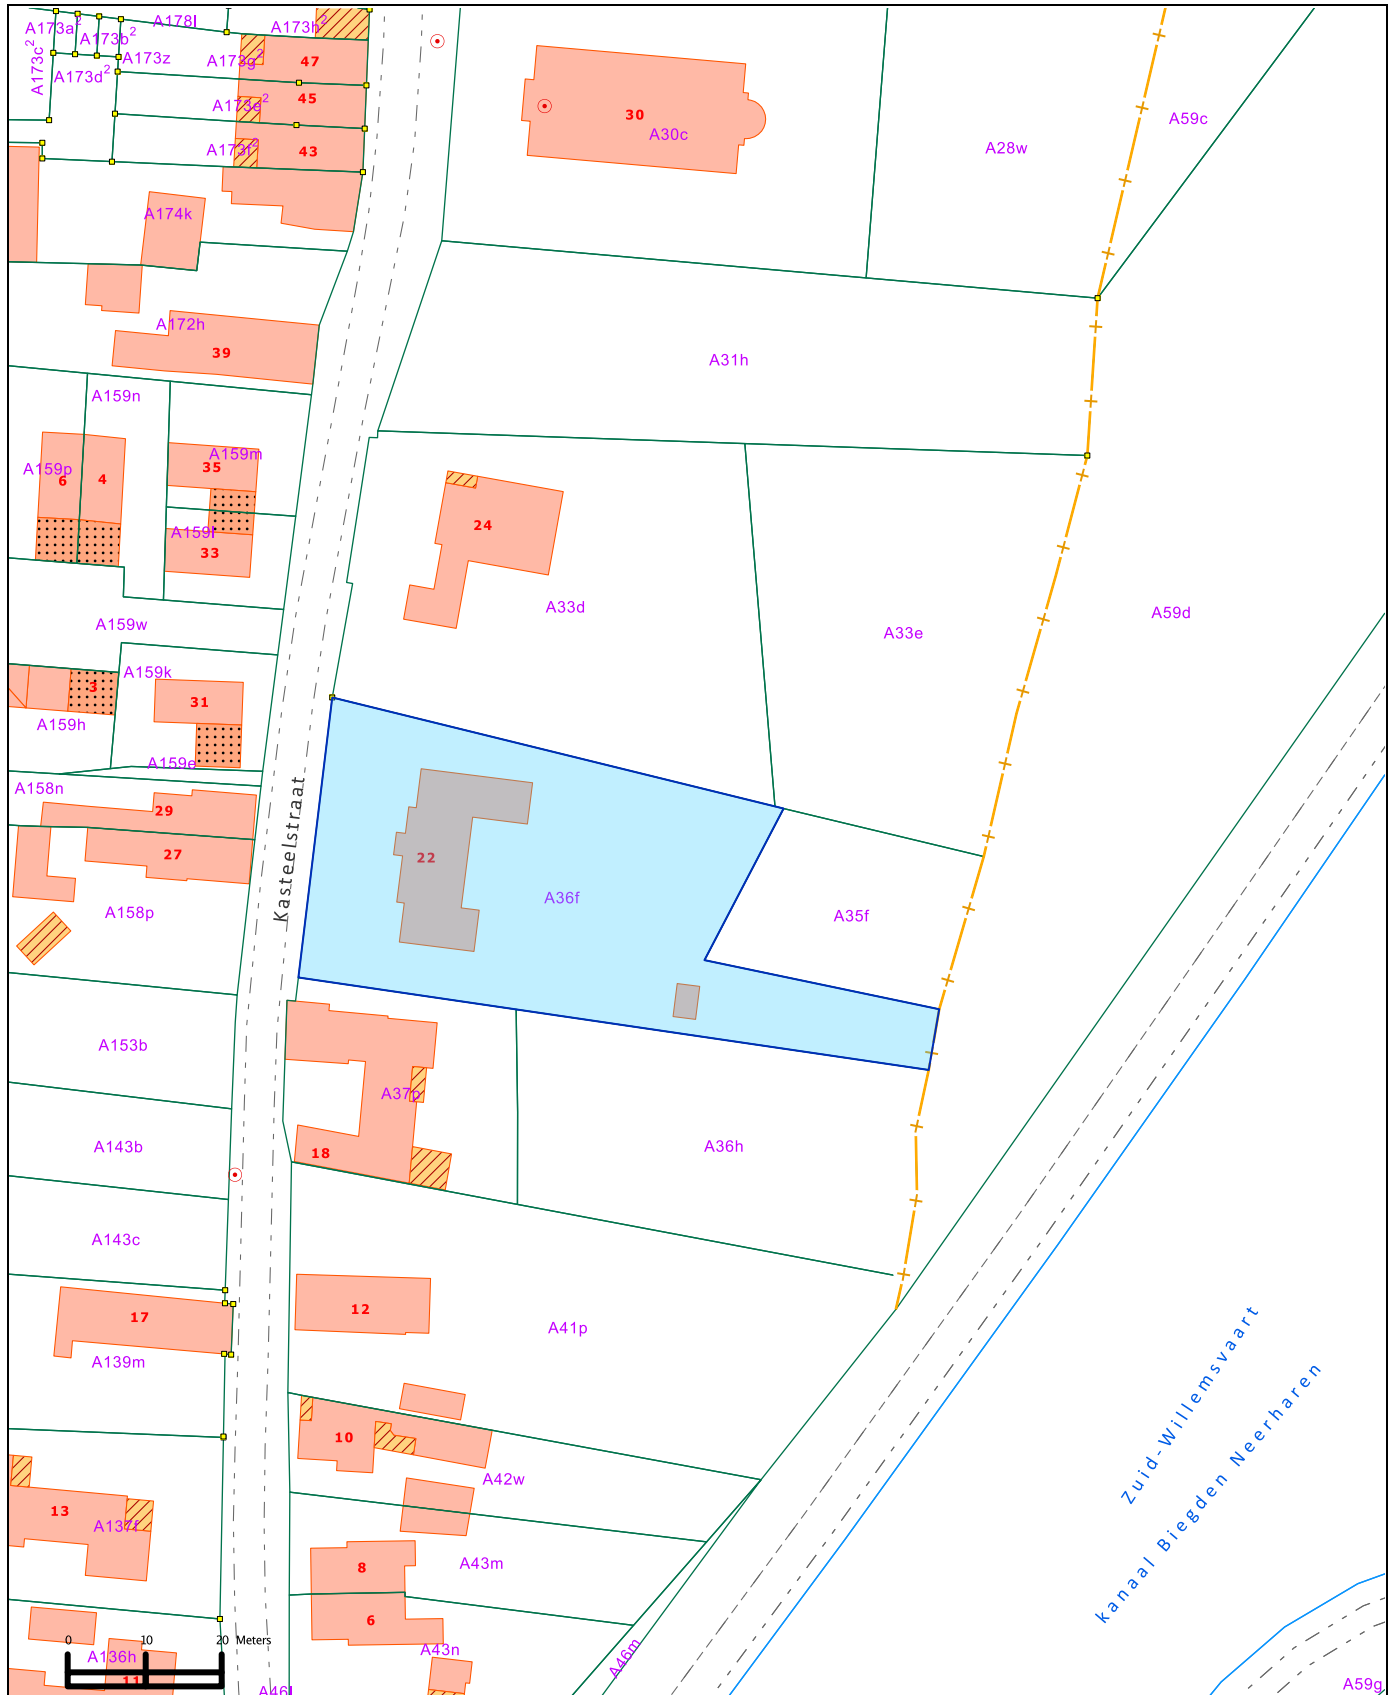 A173a²
A178l
A173h²
A173b²
A173c²
A173z
A173g²
47
A173d²
45
A173e²
30
A30c
A59c
A28w
A173f²
43
A174k
A172h
39
A31h
A159n
A159m
35
A159p
6
4
24
A159l
33
A33d
A33e
A59d
A159w
A159k
3
31
A159h
A159e
A158n
29
27
Kasteelstraat
22
A36f
A35f
A158p
A153b
A37p
A143b
18
A36h
A143c
17
12
A41p
A139m
10
A42w
Zuid-Willemsvaart
kanaal Biegden Neerharen
13
A137f
8
A43m
6
A43n
A46m
0 10 20 Meters
A136h
11
A46l
A59g